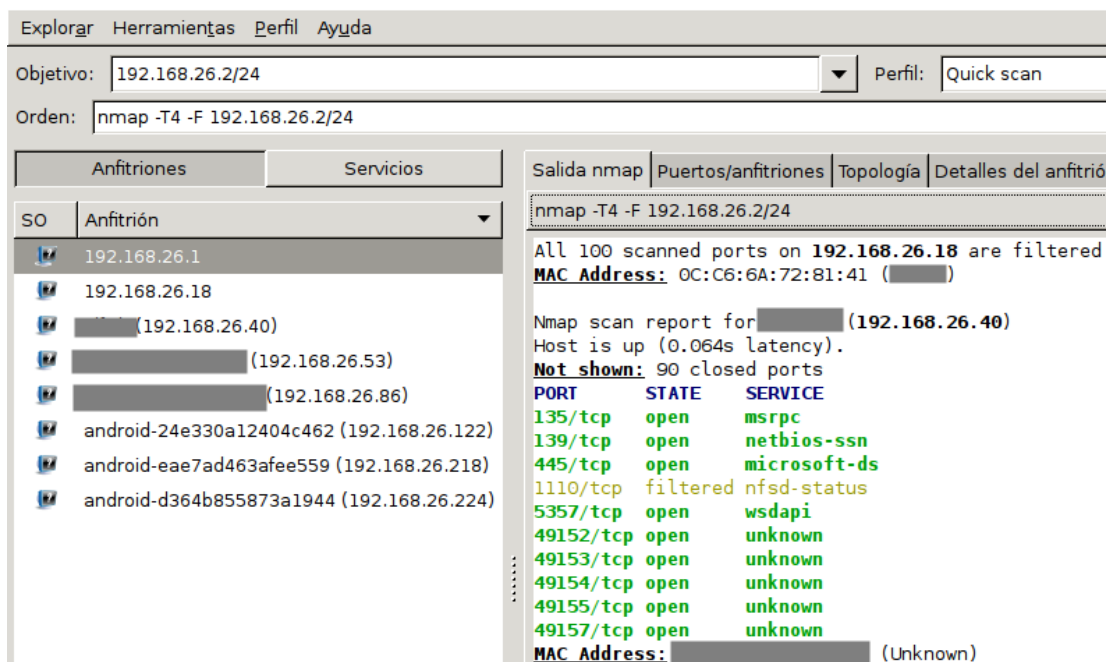 Explorar Herramientas Perfil Ayuda
Objetivo: 192.168.26.2/24 Perfil: Quick scan
Orden: nmap -T4 -F 192.168.26.2/24
Anfitriones Servicios
SO Anfitrión
192.168.26.1
192.168.26.18
(192.168.26.40)
(192.168.26.53)
(192.168.26.86)
android-24e330a12404c462 (192.168.26.122)
android-eae7ad463afee559 (192.168.26.218)
android-d364b855873a1944 (192.168.26.224)
Salida nmap Puertos/anfitriones Topología Detalles del anfitrió
nmap -T4 -F 192.168.26.2/24
All 100 scanned ports on 192.168.26.18 are filtered
MAC Address: 0C:C6:6A:72:81:41 ( )
Nmap scan report for (192.168.26.40)
Host is up (0.064s latency).
Not shown: 90 closed ports
PORT STATE SERVICE
135/tcp open msrpc
139/tcp open netbios-ssn
445/tcp open microsoft-ds
1110/tcp filtered nfsd-status
5357/tcp open wsdapi
49152/tcp open unknown
49153/tcp open unknown
49154/tcp open unknown
49155/tcp open unknown
49157/tcp open unknown
MAC Address: (Unknown)